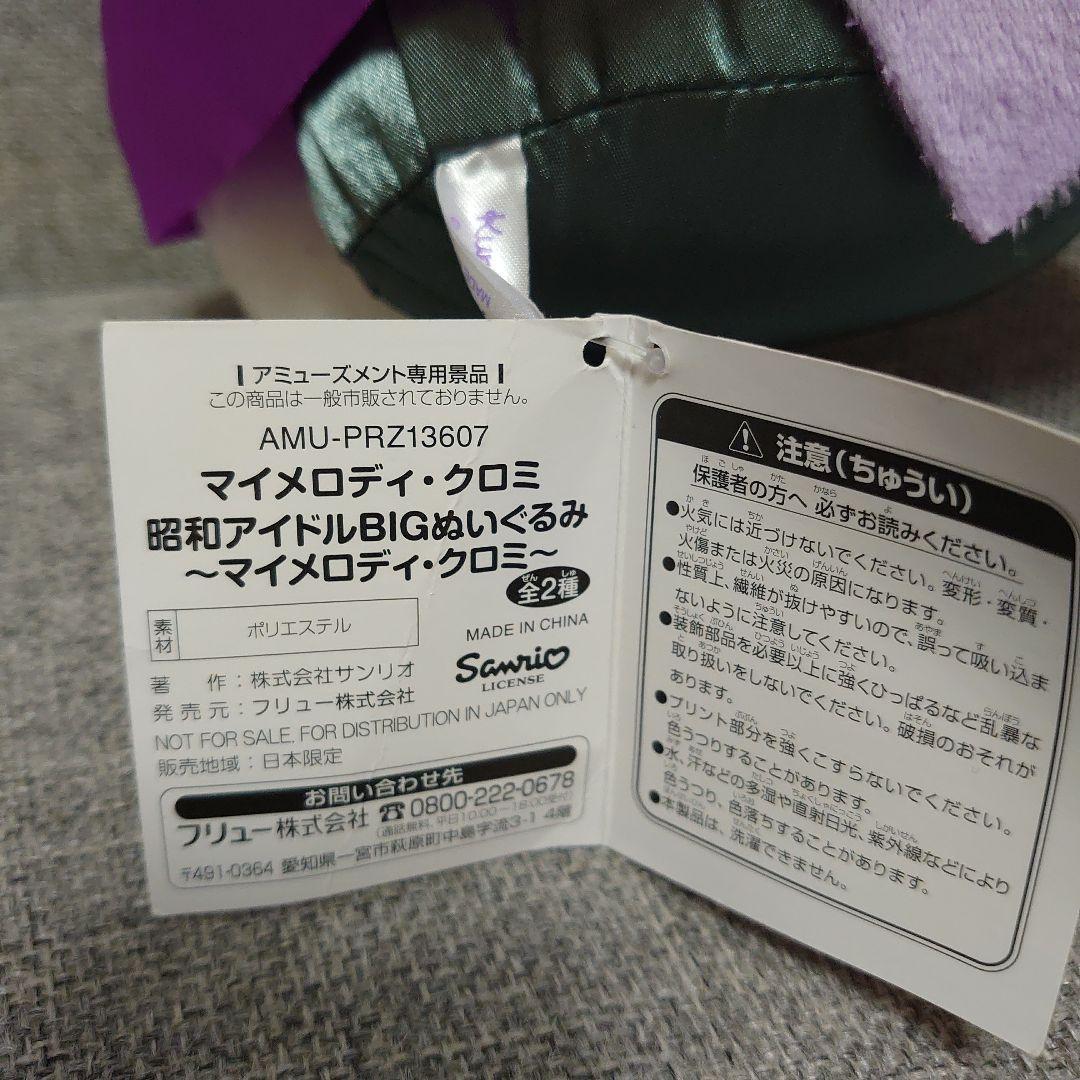 Kur
MAD
アミューズメント専用景品
この商品は一般市販されておりません。
AMU-PRZ13607
マイメロディ・クロミ
昭和アイドルBIGぬいぐるみ
～マイメロディ・クロミ～
全2種
素材 ポリエステル
MADE IN CHINA
Sanrio
LICENSE
著 作：株式会社サンリオ
発売元：フリュー株式会社
NOT FOR SALE, FOR DISTRIBUTION IN JAPAN ONLY
販売地域：日本限定
お問い合わせ先
フリュー株式会社 ☎0800-222-0678
(通話無料、平日10:00～16:00受付)
〒491-0364 愛知県一宮市萩原町中島字流3-1 4階
⚠ 注意(ちゅうい)
保護者の方へ 必ずお読みください。
●火気には近づけないでください。変形・変質・
火傷または火災の原因になります。
●性質上、繊維が抜けやすいので、誤って吸い込ま
ないように注意してください。
●装飾部品を必要以上に強くひっぱるなど乱暴な
取り扱いをしないでください。破損のおそれが
あります。
●プリント部分を強くこすらないでください。
色うつりすることがあります。
●水、汗などの多湿や直射日光、紫外線などにより
色うつり、色落ちすることがあります。
●本製品は、洗濯できません。